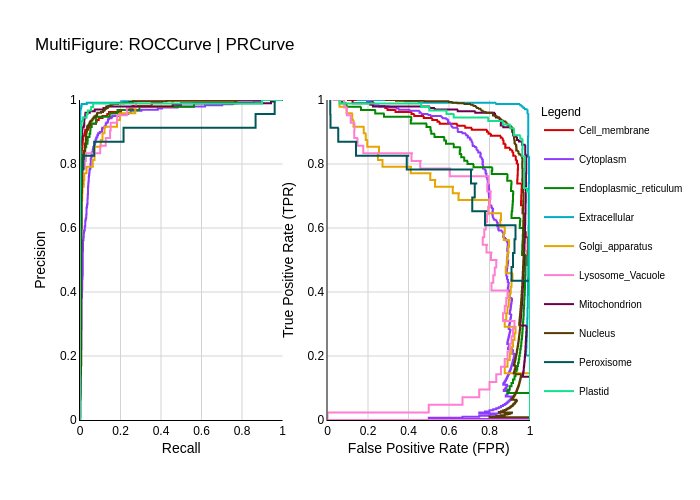 MultiFigure: ROCCurve | PRCurve
1
0.8
0.6
0.4
0.2
0
Precision
0 0.2 0.4 0.6 0.8 1
Recall
1
0.8
0.6
0.4
0.2
0
True Positive Rate (TPR)
0 0.2 0.4 0.6 0.8 1
False Positive Rate (FPR)
Legend
Cell_membrane
Cytoplasm
Endoplasmic_reticulum
Extracellular
Golgi_apparatus
Lysosome_Vacuole
Mitochondrion
Nucleus
Peroxisome
Plastid